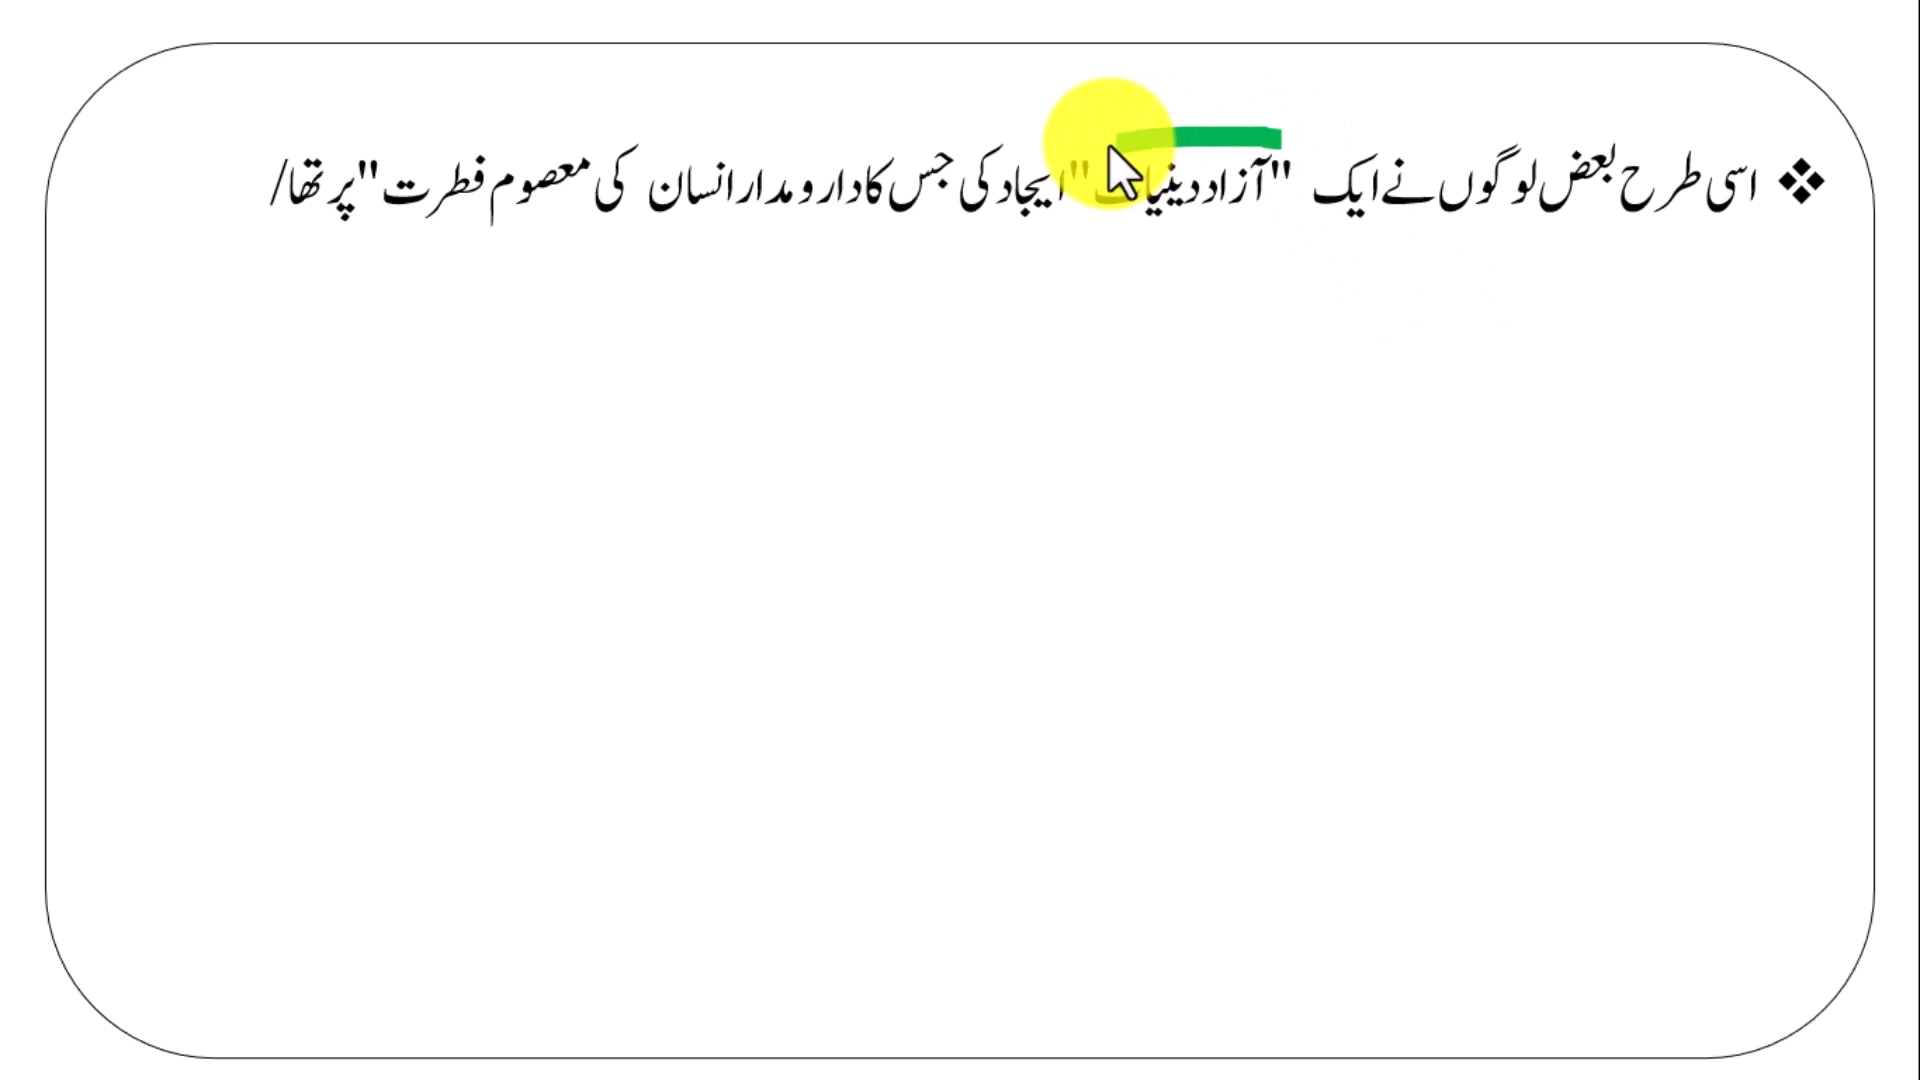 ❖ اسی طرح بعض لوگوں نے ایک "آزاد دینیات" ایجاد کی جس کا دار و مدار انسان کی معصوم فطرت" پر تھا/